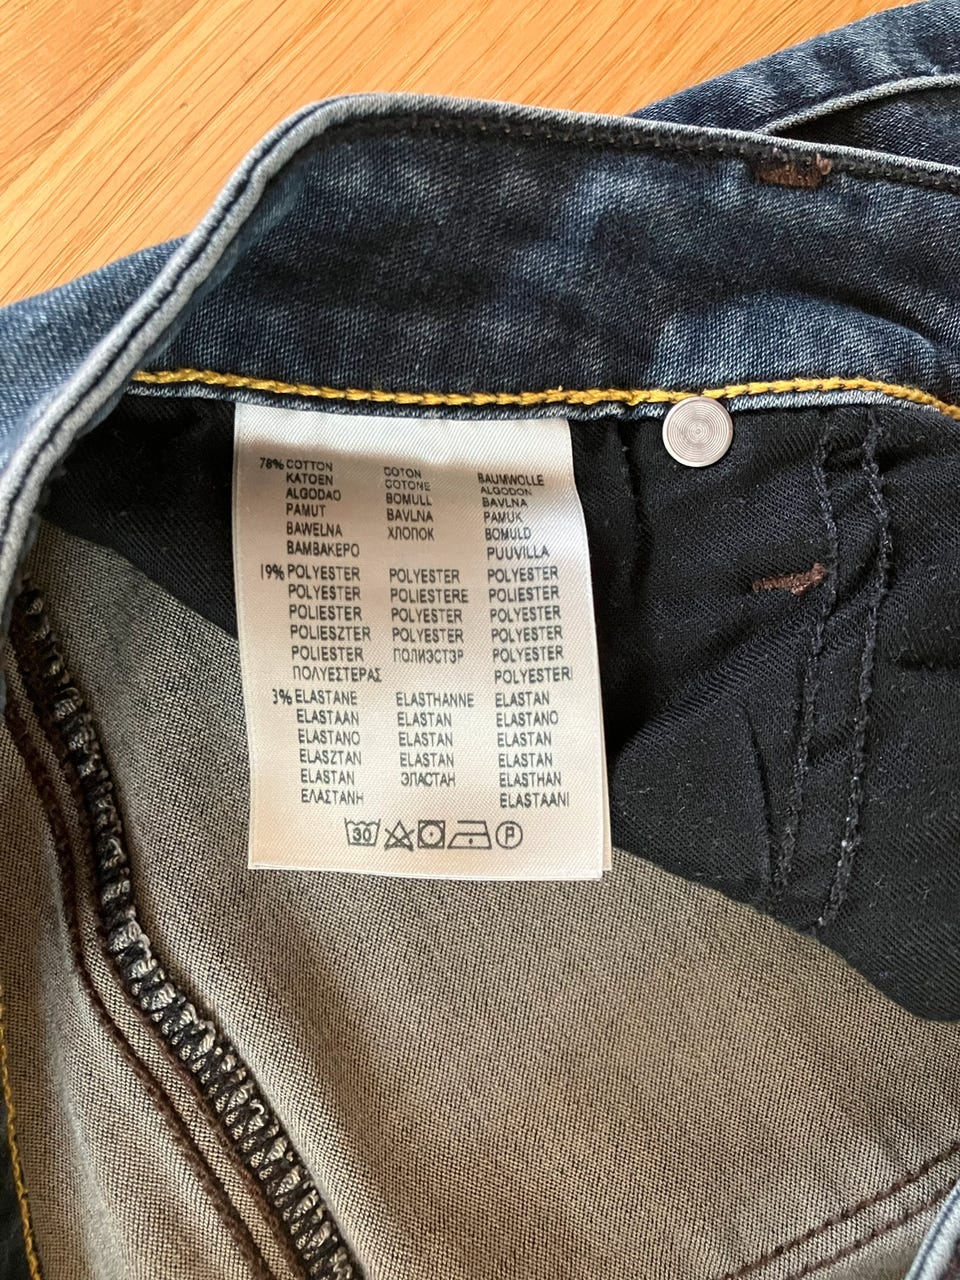 78% COTTON COTON BAUMWOLLE
KATOEN COTONE ALGODON
ALGODAO BOMULL BAVLNA
PAMUT BAVLNA PAMUK
BAWELNA ХЛОПОК BOMULD
ΒΑΜΒΑΚΕΡΟ PUUVILLA
19% POLYESTER POLYESTER POLYESTER
POLYESTER POLIESTERE POLYESTER
POLIESTER POLYESTER POLYESTER
POLIESZTER POLYESTER POLYESTER
POLIESTER ПОЛИЭСТЭР POLYESTER
ΠΟΛΥΕΣΤΕΡΑΣ POLYESTERI
3% ELASTANE ELASTHANNE ELASTAN
ELASTAAN ELASTAN ELASTANO
ELASTANO ELASTAN ELASTAN
ELASZTAN ELASTAN ELASTAN
ELASTAN ЭЛАСТАН ELASTHAN
ΕΛΑΣΤΑΝΗ ELASTAANI
30 P